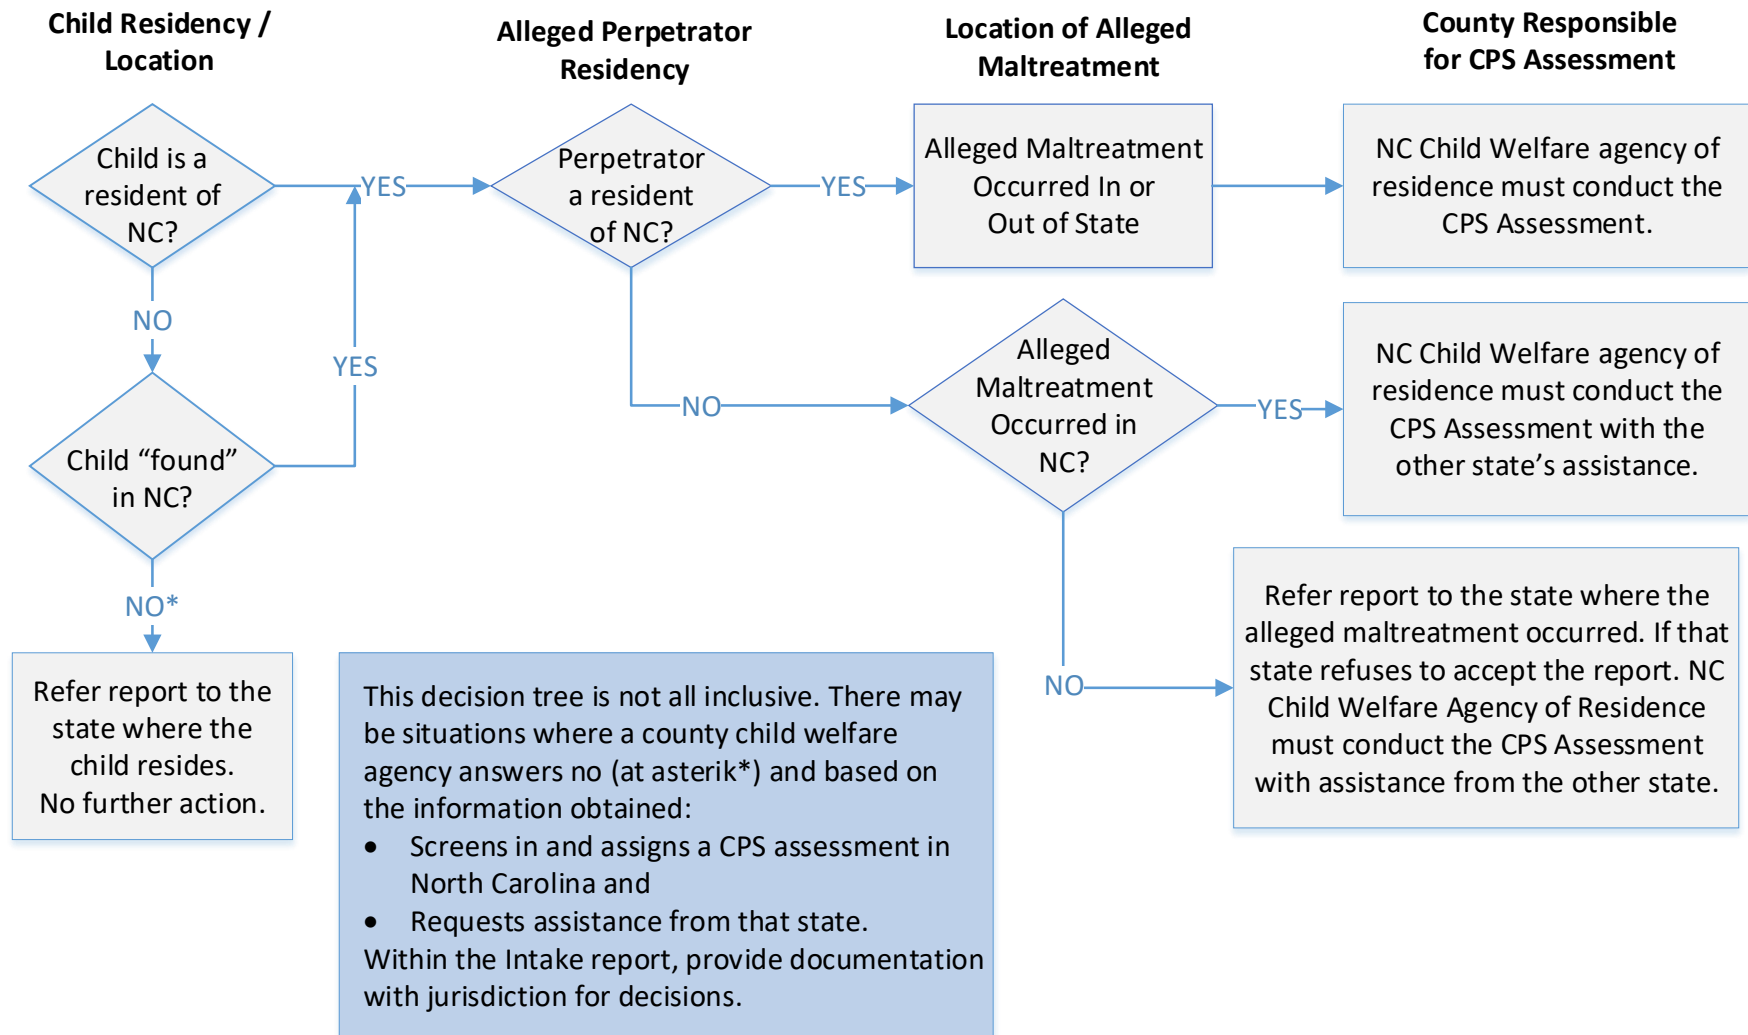 Child Residency /
Location
Alleged Perpetrator
Residency
Location of Alleged
Maltreatment
County Responsible
for CPS Assessment
Child is a
resident of
NC?
YES
Perpetrator
a resident
of NC?
YES
Alleged Maltreatment
Occurred In or
Out of State
NC Child Welfare agency of
residence must conduct the
CPS Assessment.
NO
YES
Child “found”
in NC?
NO
Alleged
Maltreatment
Occurred in
NC?
YES
NC Child Welfare agency of
residence must conduct the
CPS Assessment with the
other state’s assistance.
NO*
Refer report to the
state where the
child resides.
No further action.
NO
Refer report to the state where the
alleged maltreatment occurred. If that
state refuses to accept the report. NC
Child Welfare Agency of Residence
must conduct the CPS Assessment
with assistance from the other state.
This decision tree is not all inclusive. There may
be situations where a county child welfare
agency answers no (at asterik*) and based on
the information obtained:
• Screens in and assigns a CPS assessment in
North Carolina and
• Requests assistance from that state.
Within the Intake report, provide documentation
with jurisdiction for decisions.